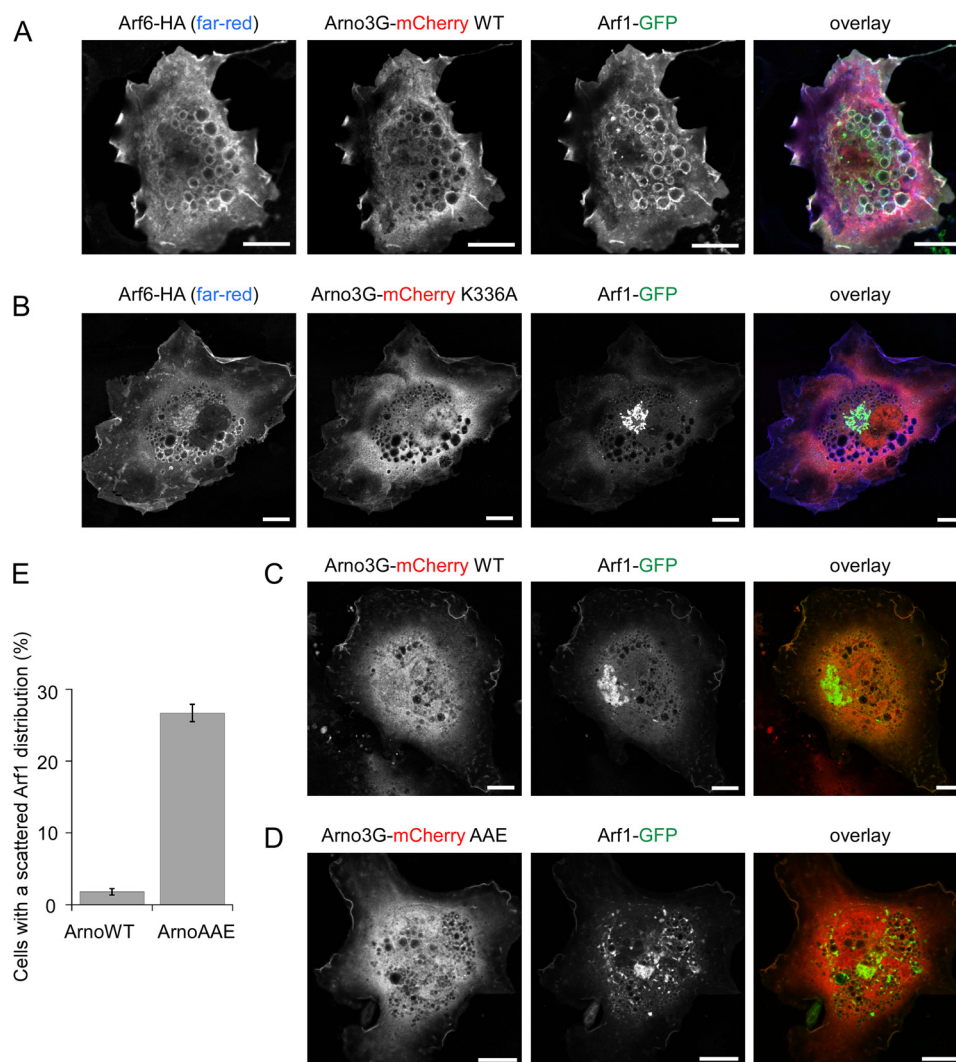 A
Arf6-HA (far-red) Arno3G-mCherry WT Arf1-GFP overlay
B
Arf6-HA (far-red) Arno3G-mCherry K336A Arf1-GFP overlay
E
Cells with a scattered Arf1 distribution (%)
30
20
10
0
ArnoWT ArnoAAE
C
Arno3G-mCherry WT Arf1-GFP overlay
D
Arno3G-mCherry AAE Arf1-GFP overlay